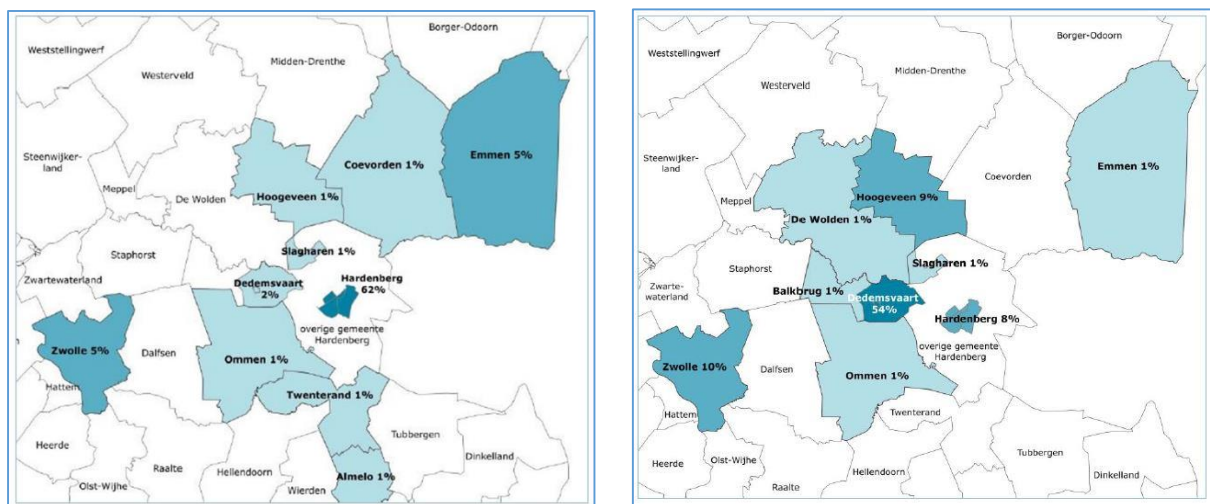 Borger-Odoorn
Weststellingwerf
Westerveld
Midden-Drenthe
Steenwijker-
land
Coevorden 1%
Emmen 5%
Meppel
De Wolden
Hoogeveen 1%
Staphorst
Slagharen 1%
Zwartewaterland
Dedemsvaart
2%
Hardenberg
62%
overige gemeente
Hardenberg
Zwolle 5%
Dalfsen
Ommen 1%
Hattem
Twenterand 1%
Heerde
Raalte
Hellendoorn
Tubbergen
Dinkelland
Olst-Wijhe
Wierden
Almelo 1%
Borger-Odoorn
Weststellingwerf
Westerveld
Midden-Drenthe
Steenwijker-
land
Emmen 1%
Coevorden
Meppel
Hoogeveen 9%
De Wolden 1%
Staphorst
Slagharen 1%
Zwarte-
waterland
Balkbrug 1%
Dedemsvaart
54%
Hardenberg 8%
overige gemeente
Hardenberg
Zwolle 10%
Dalfsen
Ommen 1%
Hattem
Twenterand
Heerde
Olst-Wijhe
Raalte
Hellendoorn
Wierden
Tubbergen
Dinkelland